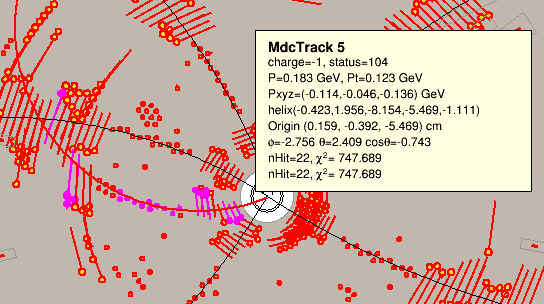 MdcTrack 5
charge=-1, status=104
P=0.183 GeV, Pt=0.123 GeV
Pxyz=(-0.114,-0.046,-0.136) GeV
helix(-0.423,1.956,-8.154,-5.469,-1.111)
Origin (0.159, -0.392, -5.469) cm
ϕ=-2.756 θ=2.409 cosθ=-0.743
nHit=22, χ²= 747.689
nHit=22, χ²= 747.689